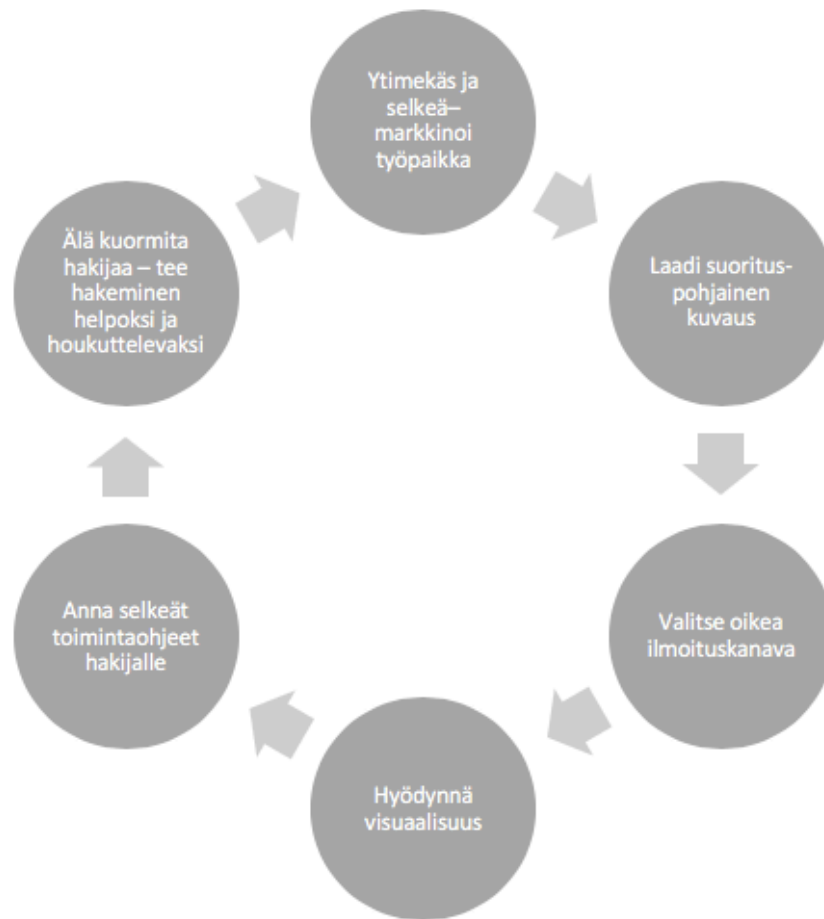 Ytimekäs ja
selkeä–
markkinoi
työpaikka
Laadi suoritus-
pohjainen
kuvaus
Valitse oikea
ilmoituskanava
Hyödynnä
visuaalisuus
Anna selkeät
toimintaohjeet
hakijalle
Älä kuormita
hakijaa – tee
hakeminen
helpoksi ja
houkuttelevaksi